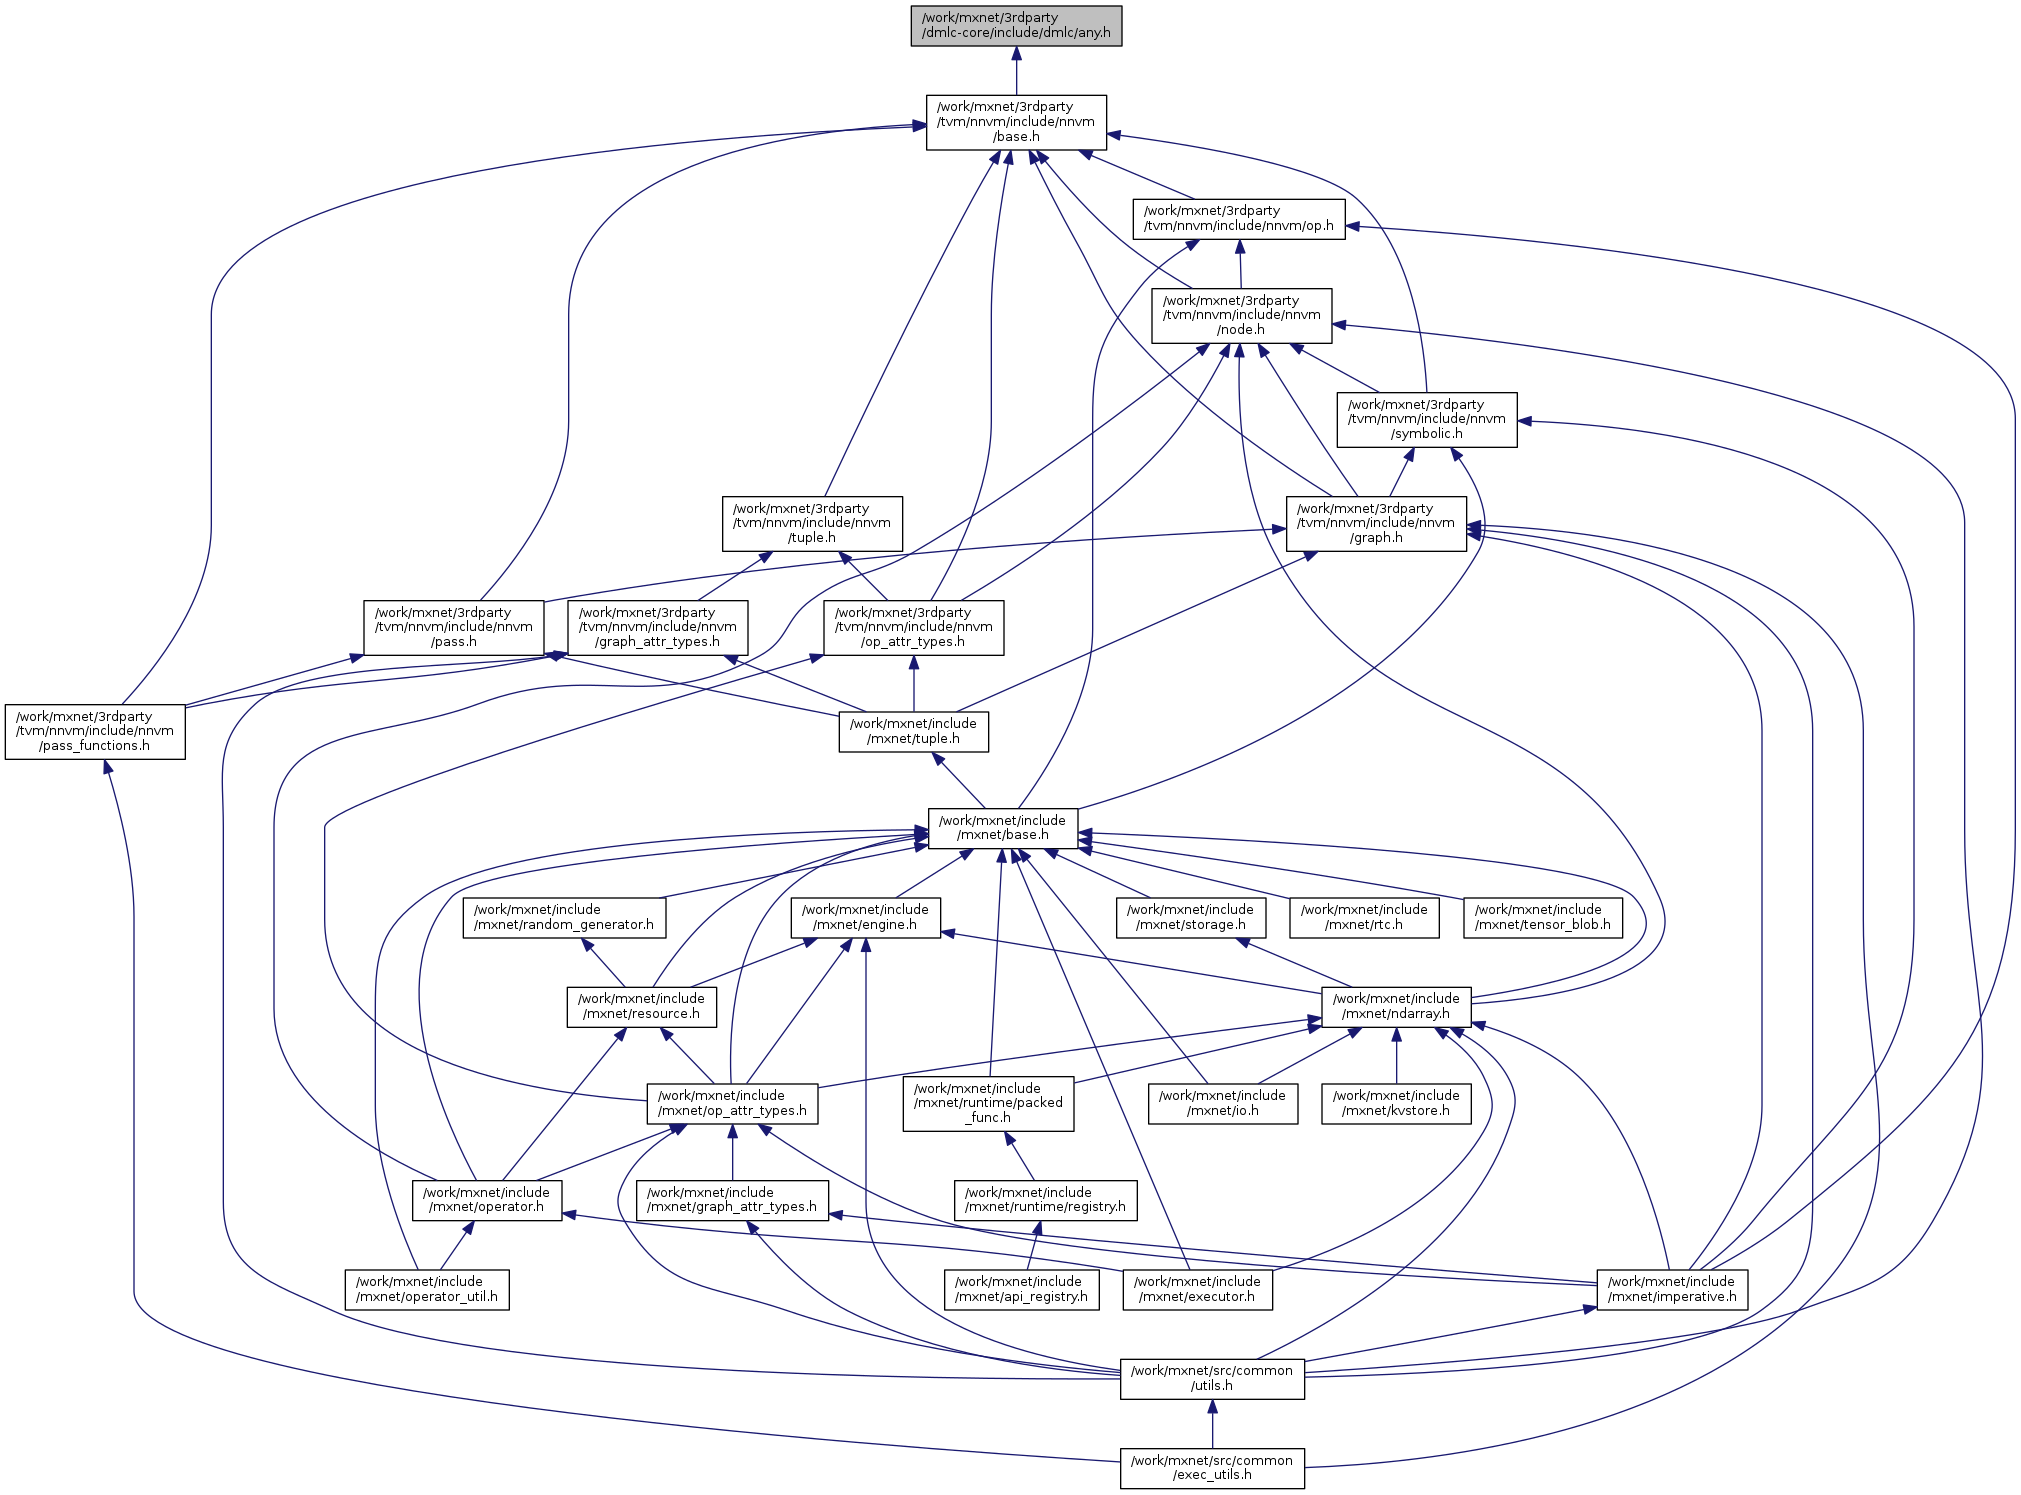 /work/mxnet/3rdparty
/dmlc-core/include/dmlc/any.h
/work/mxnet/3rdparty
/tvm/nnvm/include/nnvm
/base.h
/work/mxnet/3rdparty
/tvm/nnvm/include/nnvm/op.h
/work/mxnet/3rdparty
/tvm/nnvm/include/nnvm
/node.h
/work/mxnet/3rdparty
/tvm/nnvm/include/nnvm
/symbolic.h
/work/mxnet/3rdparty
/tvm/nnvm/include/nnvm
/tuple.h
/work/mxnet/3rdparty
/tvm/nnvm/include/nnvm
/graph.h
/work/mxnet/3rdparty
/tvm/nnvm/include/nnvm
/pass.h
/work/mxnet/3rdparty
/tvm/nnvm/include/nnvm
/graph_attr_types.h
/work/mxnet/3rdparty
/tvm/nnvm/include/nnvm
/op_attr_types.h
/work/mxnet/3rdparty
/tvm/nnvm/include/nnvm
/pass_functions.h
/work/mxnet/include
/mxnet/tuple.h
/work/mxnet/include
/mxnet/base.h
/work/mxnet/include
/mxnet/random_generator.h
/work/mxnet/include
/mxnet/engine.h
/work/mxnet/include
/mxnet/storage.h
/work/mxnet/include
/mxnet/rtc.h
/work/mxnet/include
/mxnet/tensor_blob.h
/work/mxnet/include
/mxnet/resource.h
/work/mxnet/include
/mxnet/ndarray.h
/work/mxnet/include
/mxnet/op_attr_types.h
/work/mxnet/include
/mxnet/runtime/packed
_func.h
/work/mxnet/include
/mxnet/io.h
/work/mxnet/include
/mxnet/kvstore.h
/work/mxnet/include
/mxnet/operator.h
/work/mxnet/include
/mxnet/graph_attr_types.h
/work/mxnet/include
/mxnet/runtime/registry.h
/work/mxnet/include
/mxnet/operator_util.h
/work/mxnet/include
/mxnet/api_registry.h
/work/mxnet/include
/mxnet/executor.h
/work/mxnet/include
/mxnet/imperative.h
/work/mxnet/src/common
/utils.h
/work/mxnet/src/common
/exec_utils.h